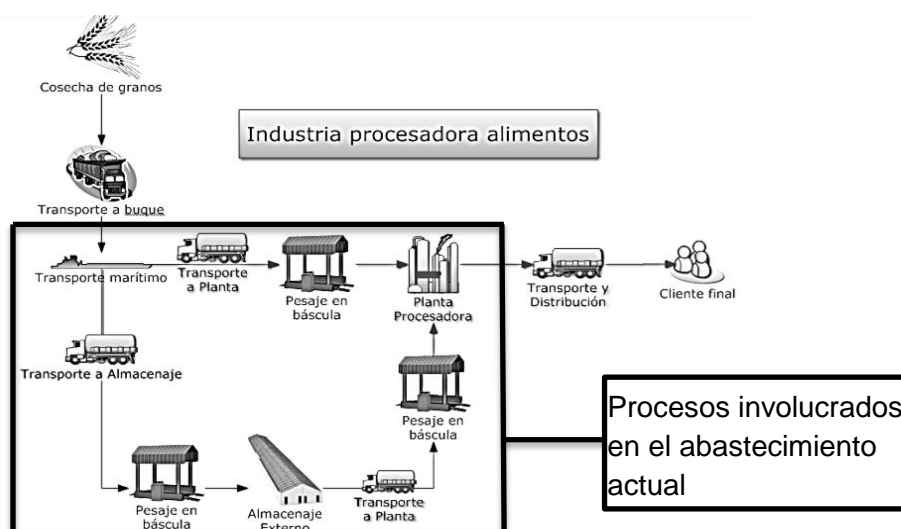 Cosecha de granos
Industria procesadora alimentos
Transporte a buque
Transporte marítimo
Transporte
a Planta
Pesaje en
báscula
Planta
Procesadora
Transporte y
Distribución
Cliente final
Transporte a Almacenaje
Pesaje en
báscula
Procesos involucrados
en el abastecimiento
actual
Pesaje en
báscula
Almacenaje
Externo
Transporte
a Planta